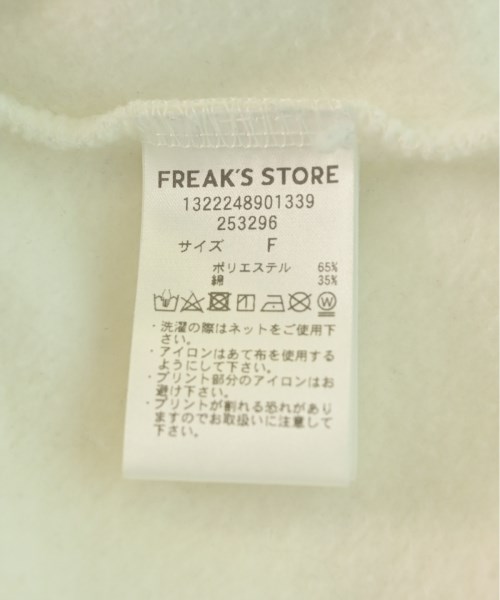 FREAK'S STORE
1322248901339
253296
サイズ F
ポリエステル 65%
綿 35%
・洗濯の際はネットをご使用下
さい。
・アイロンはあて布を使用する
ようにして下さい。
・プリント部分のアイロンはお
避け下さい。
・プリントが割れる恐れがあり
ますのでお取扱いに注意して
下さい。